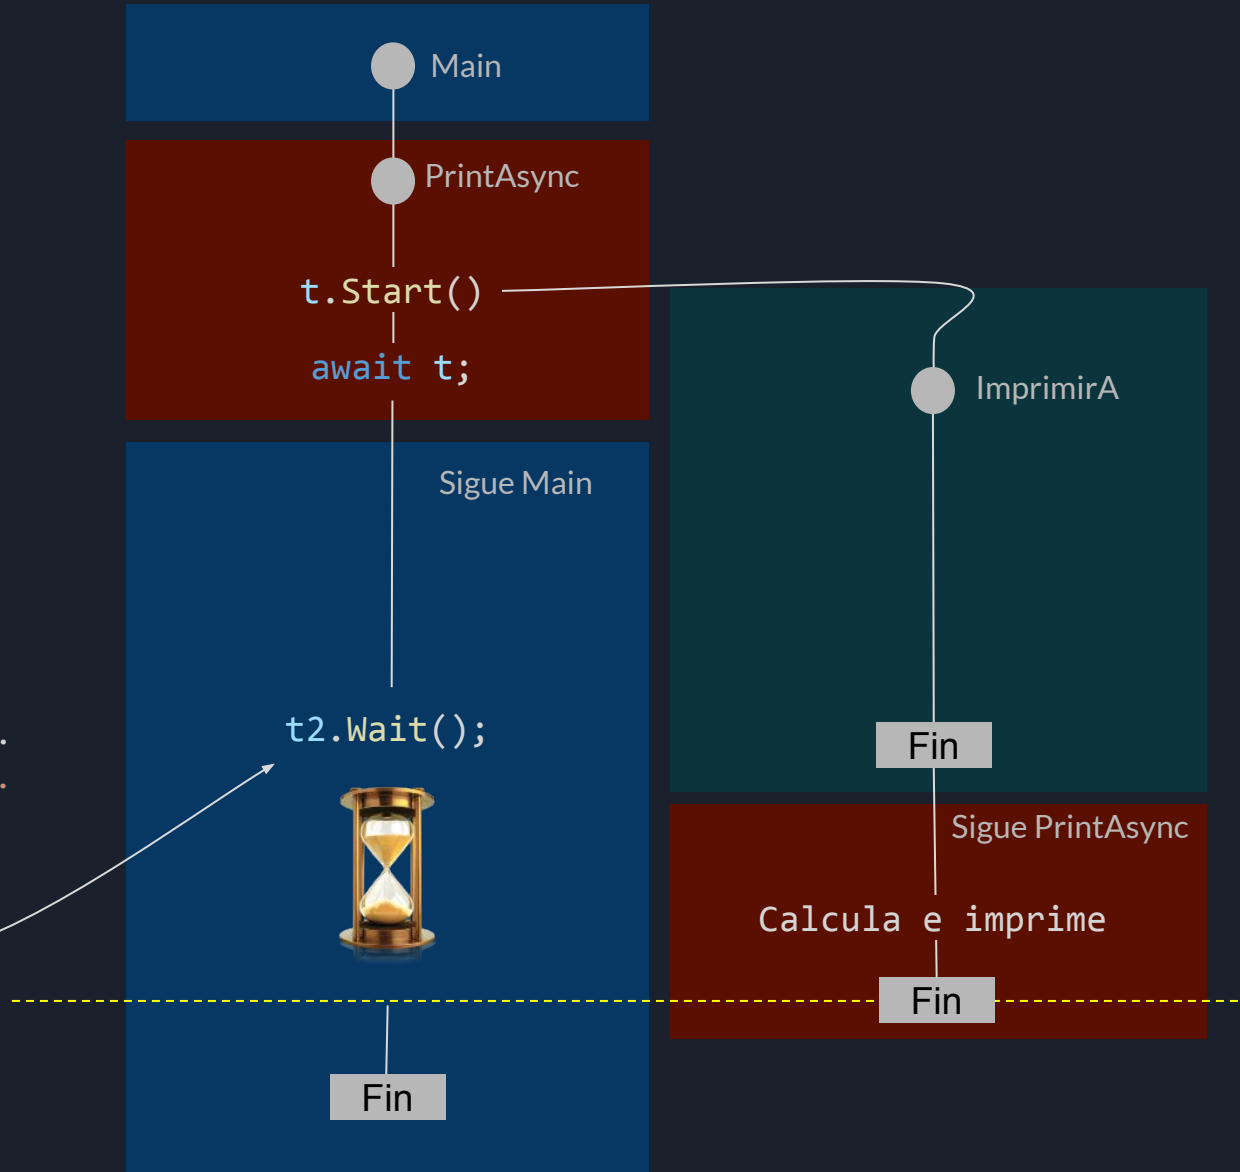 Main
PrintAsync
t.Start()
await t;
ImprimirA
Sigue Main
t2.Wait();
Fin
Sigue PrintAsync
Calcula e imprime
Fin
Fin